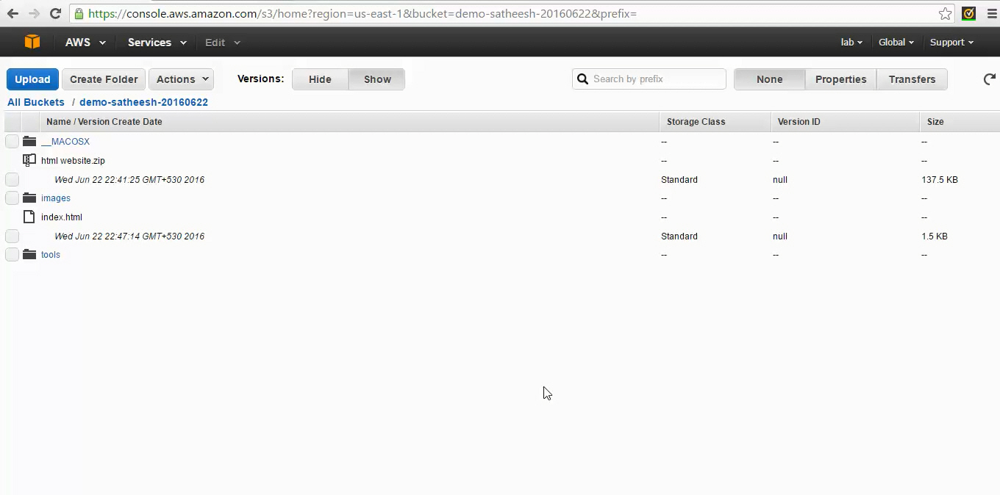 https://console.aws.amazon.com/s3/home?region=us-east-1&bucket=demo-satheesh-20160622&prefix=
AWS Services Edit lab Global Support
Upload Create Folder Actions Versions: Hide Show Search by prefix None Properties Transfers
All Buckets / demo-satheesh-20160622
Name / Version Create Date Storage Class Version ID Size
__MACOSX -- -- --
html website.zip -- -- --
Wed Jun 22 22:41:25 GMT+530 2016 Standard null 137.5 KB
images -- -- --
index.html -- -- --
Wed Jun 22 22:47:14 GMT+530 2016 Standard null 1.5 KB
tools -- -- --